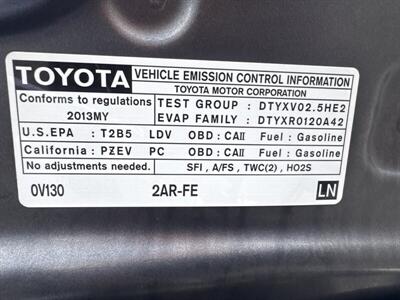 TOYOTA VEHICLE EMISSION CONTROL INFORMATION
TOYOTA MOTOR CORPORATION
Conforms to regulations
2013MY
TEST GROUP : DTYXV02.5HE2
EVAP FAMILY : DTYXR0120A42
U.S.EPA : T2B5 LDV OBD : CAII Fuel : Gasoline
California : PZEV PC OBD : CAII Fuel : Gasoline
No adjustments needed. SFI , A/FS , TWC(2) , HO2S
0V130 2AR-FE LN